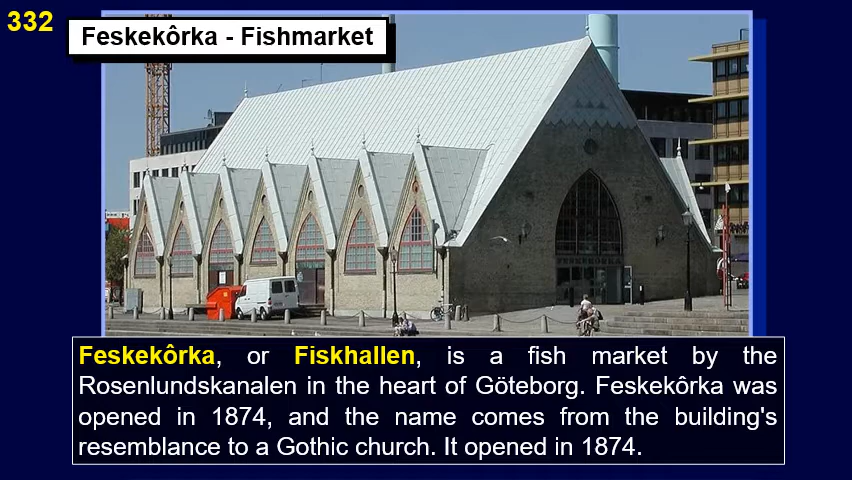 332
Feskekôrka - Fishmarket
FESKEKÔRKA
Feskekôrka, or Fiskhallen, is a fish market by the
Rosenlundskanalen in the heart of Göteborg. Feskekôrka was
opened in 1874, and the name comes from the building's
resemblance to a Gothic church. It opened in 1874.